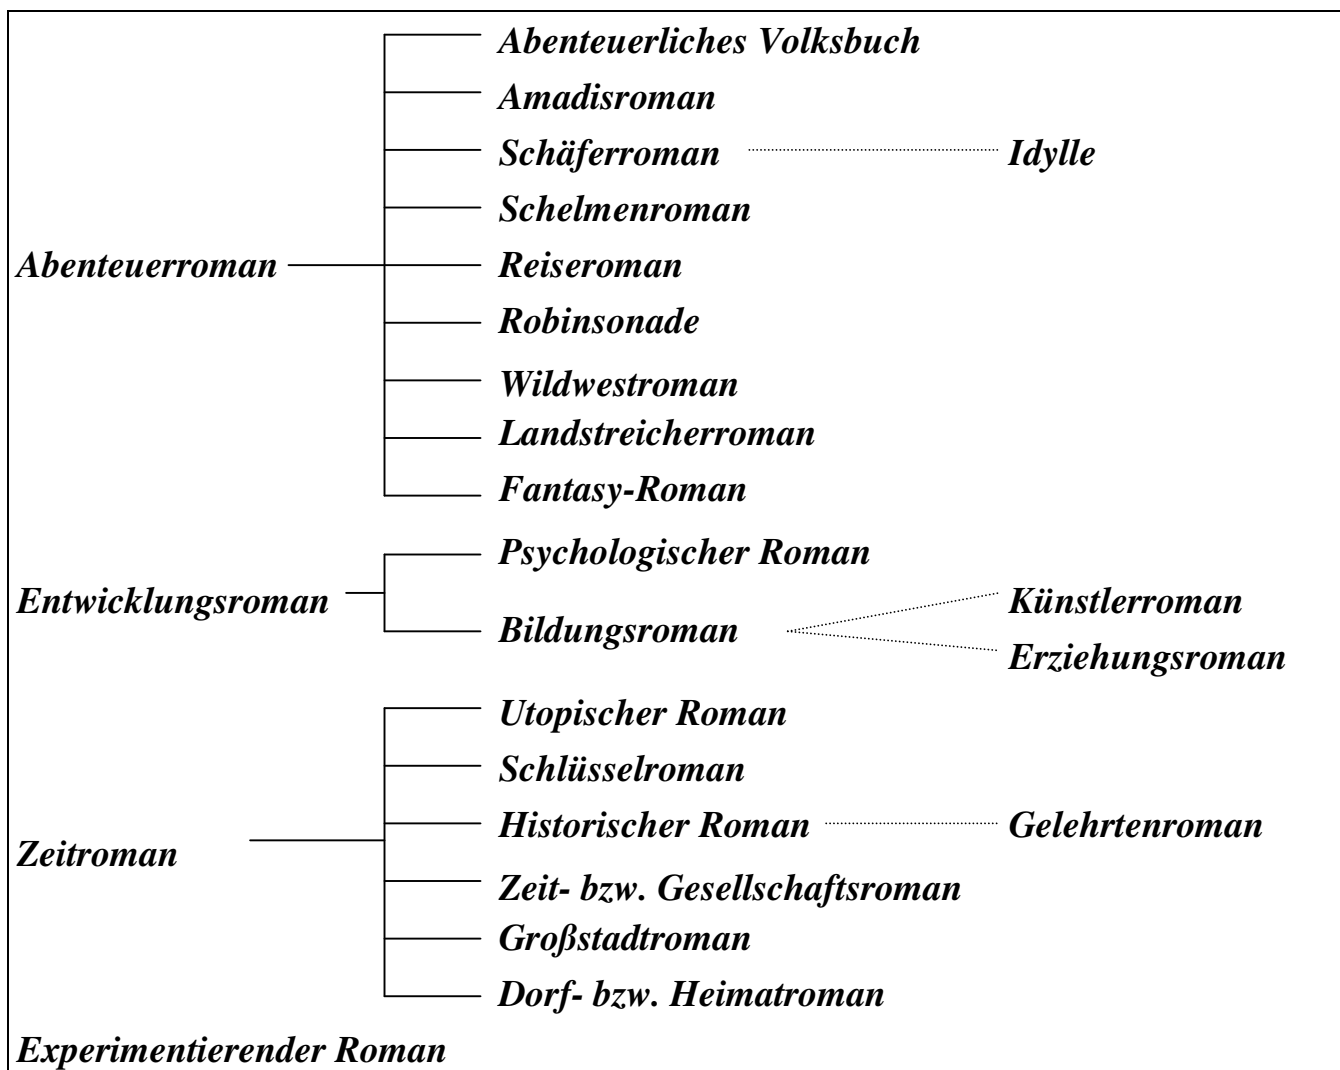 Abenteuerliches Volksbuch
Amadisroman
Schäferroman Idylle
Schelmenroman
Abenteuerroman Reiseroman
Robinsonade
Wildwestroman
Landstreicherroman
Fantasy-Roman
Psychologischer Roman
Entwicklungsroman Künstlerroman
Bildungsroman
Erziehungsroman
Utopischer Roman
Schlüsselroman
Historischer Roman Gelehrtenroman
Zeitroman
Zeit- bzw. Gesellschaftsroman
Großstadtroman
Dorf- bzw. Heimatroman
Experimentierender Roman